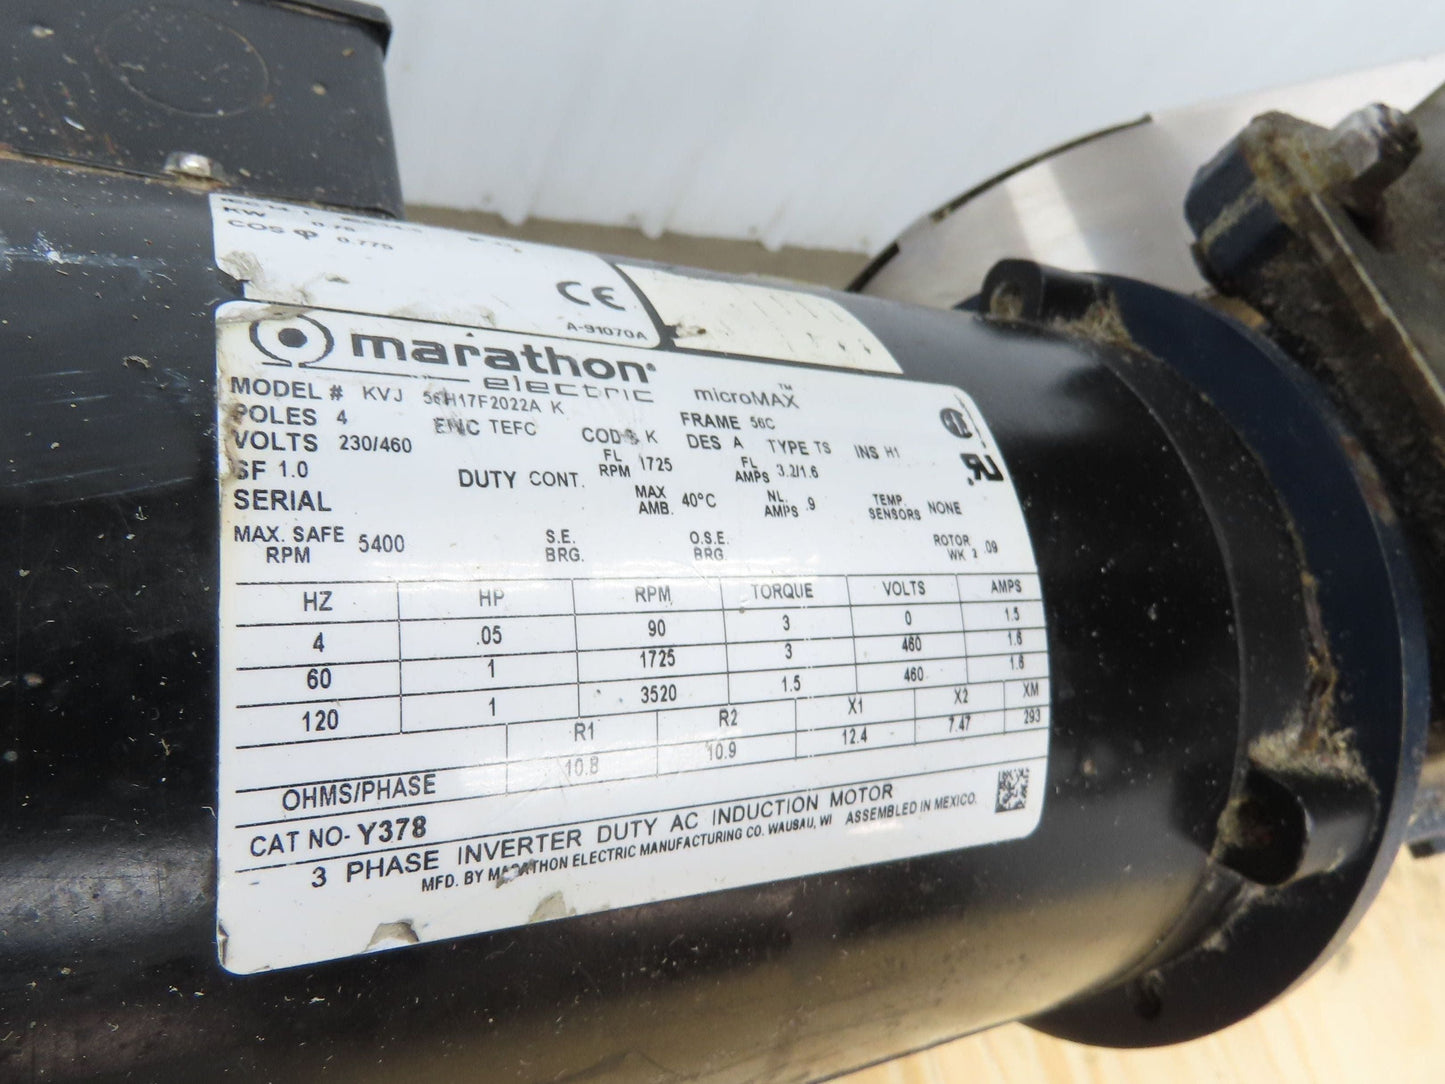 KW 0.75
COS φ 0.775
CE
A-91070A
marathon®
electric
microMAX™
MODEL # KVJ 56H17F2022A K
FRAME 56C
POLES 4 ENC TEFC CODE K DES A TYPE TS INS H1
VOLTS 230/460 FL RPM 1725 FL AMPS 3.2/1.6
SF 1.0 DUTY CONT. MAX AMB. 40°C NL. AMPS .9 TEMP. SENSORS NONE
SERIAL
MAX. SAFE RPM 5400 S.E. BRG. O.S.E. BRG. ROTOR WK 2 .09
HZ HP RPM TORQUE VOLTS AMPS
4 .05 90 3 0 1.5
60 1 1725 3 460 1.6
120 1 3520 1.5 460 1.6
R1 R2 X1 X2 XM
OHMS/PHASE 10.8 10.9 12.4 7.47 293
CAT NO- Y378
3 PHASE INVERTER DUTY AC INDUCTION MOTOR
MFD. BY MARATHON ELECTRIC MANUFACTURING CO. WAUSAU, WI ASSEMBLED IN MEXICO.